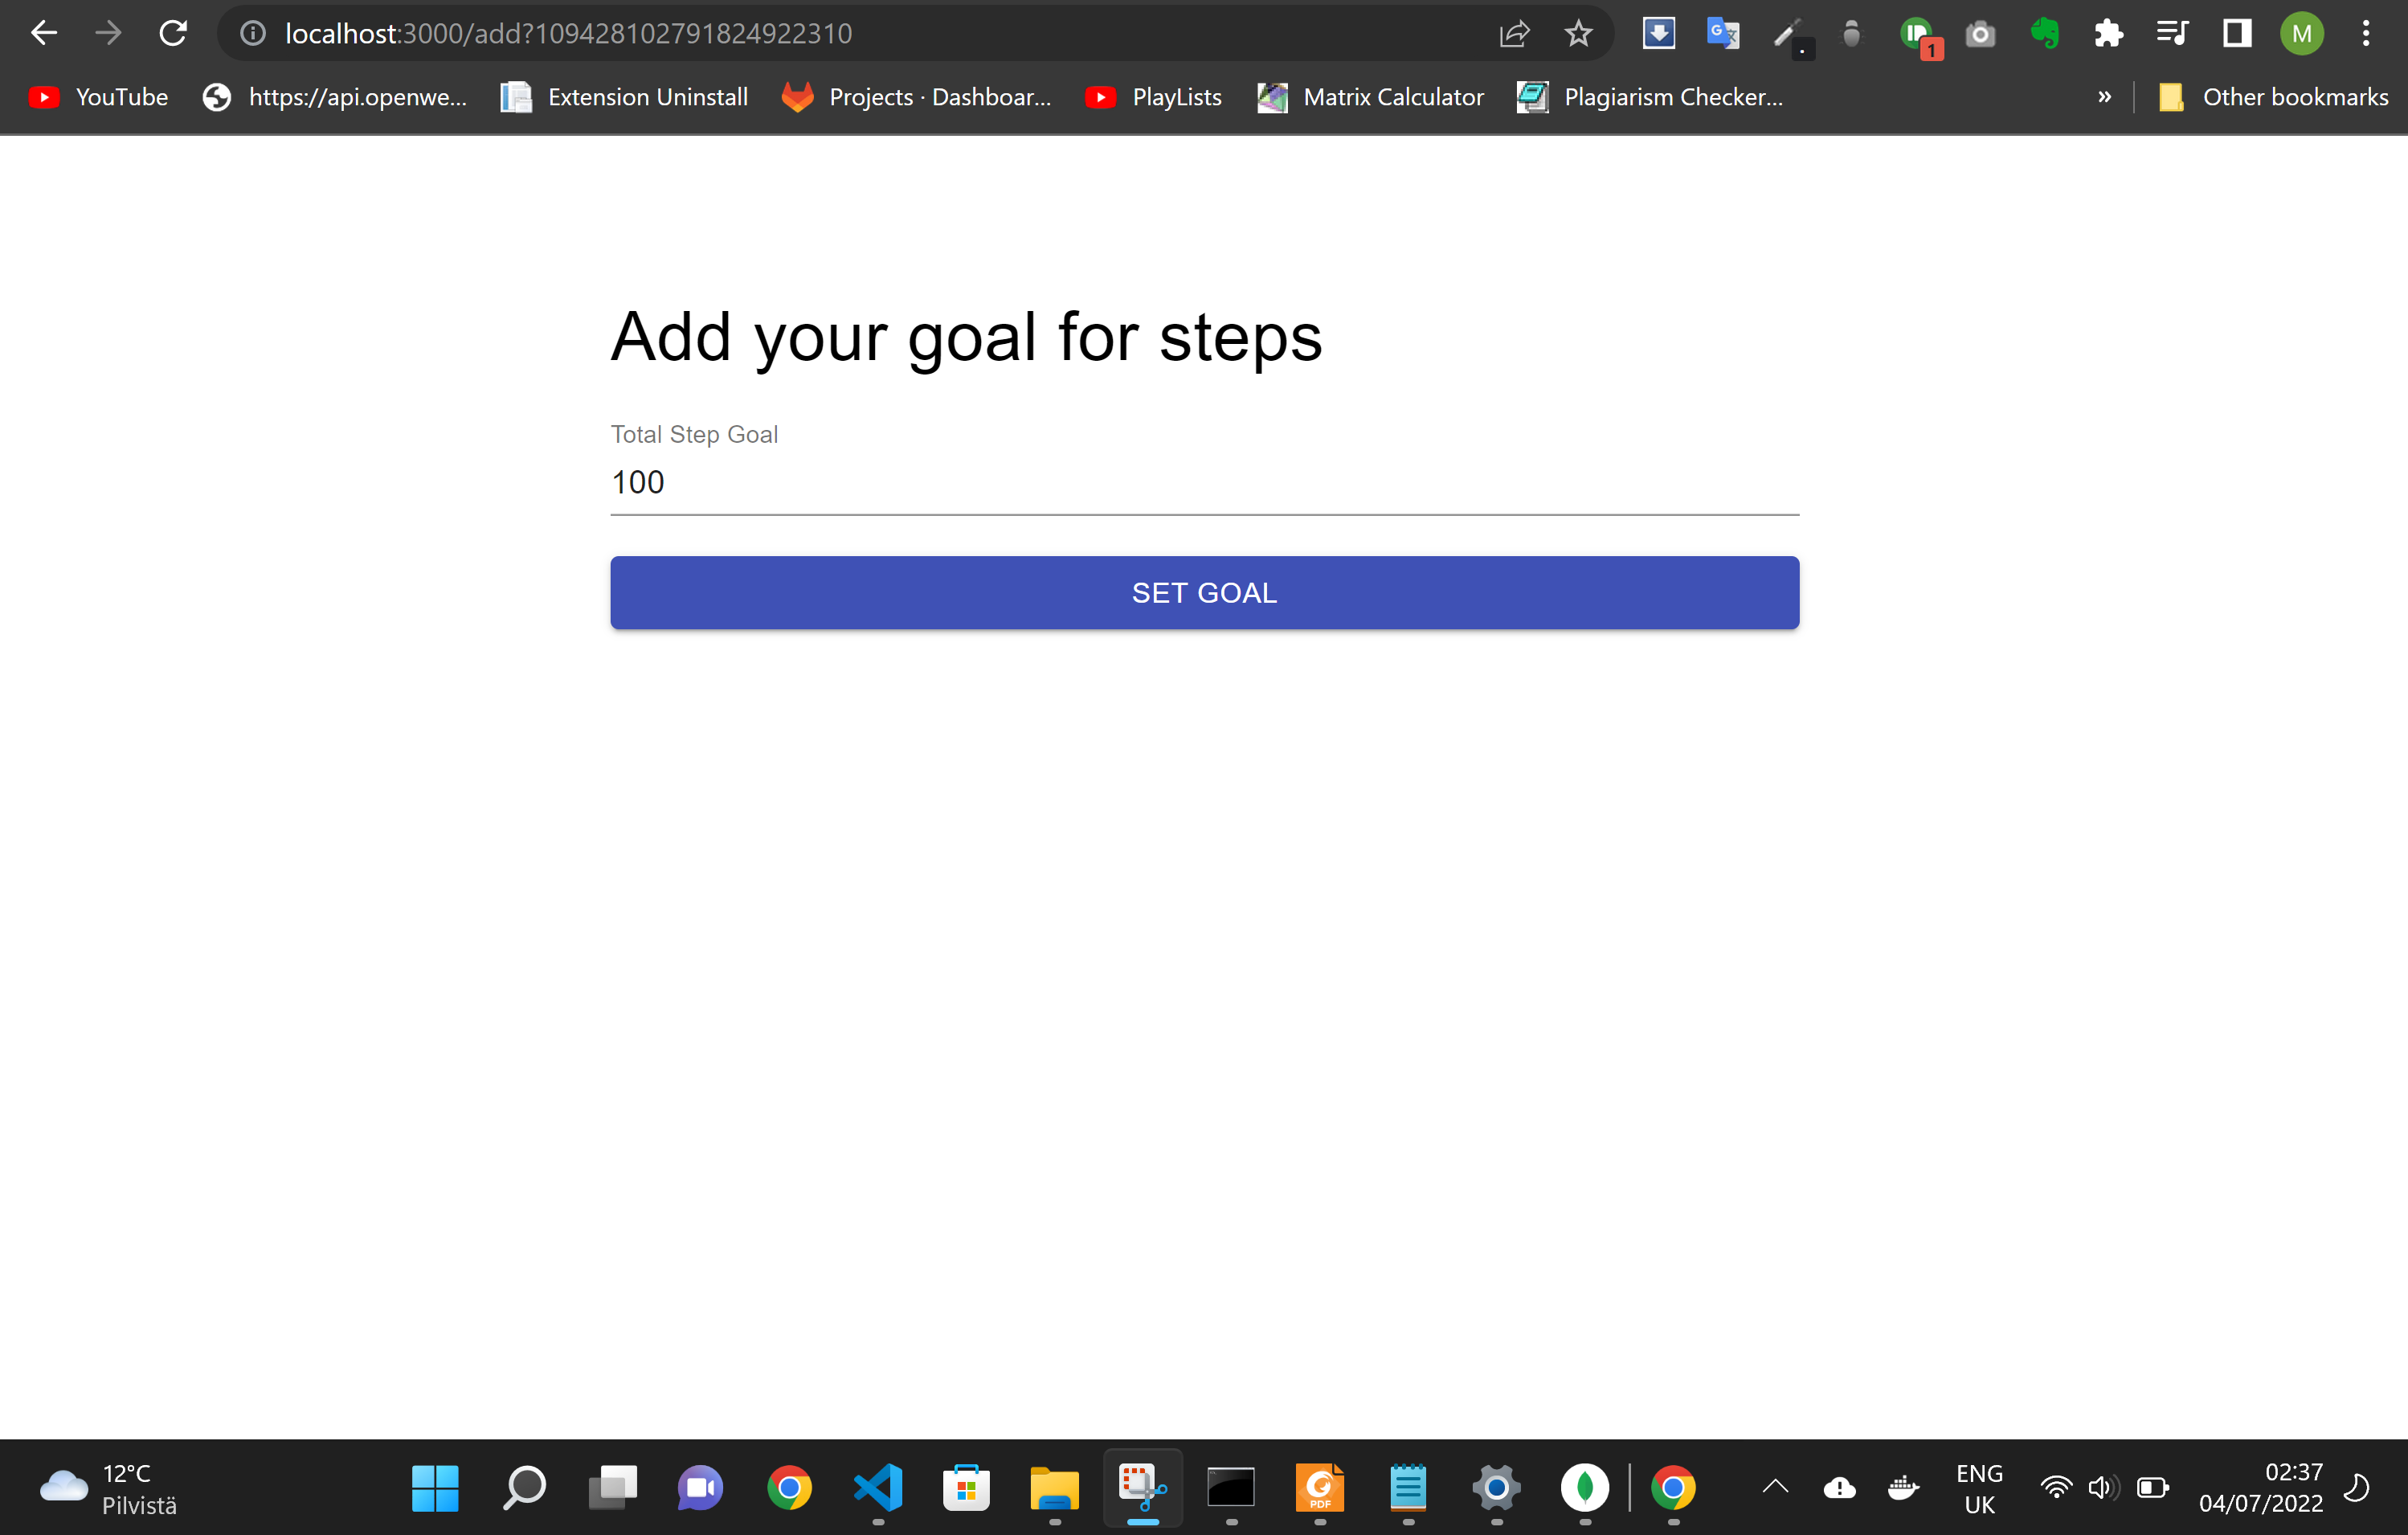 localhost:3000/add?109428102791824922310
1
M
YouTube
https://api.openwe...
Extension Uninstall
Projects · Dashboar...
PlayLists
Matrix Calculator
Plagiarism Checker...
»
Other bookmarks
Add your goal for steps
Total Step Goal
100
SET GOAL
12°C
Pilvistä
PDF
ENG
UK
02:37
04/07/2022